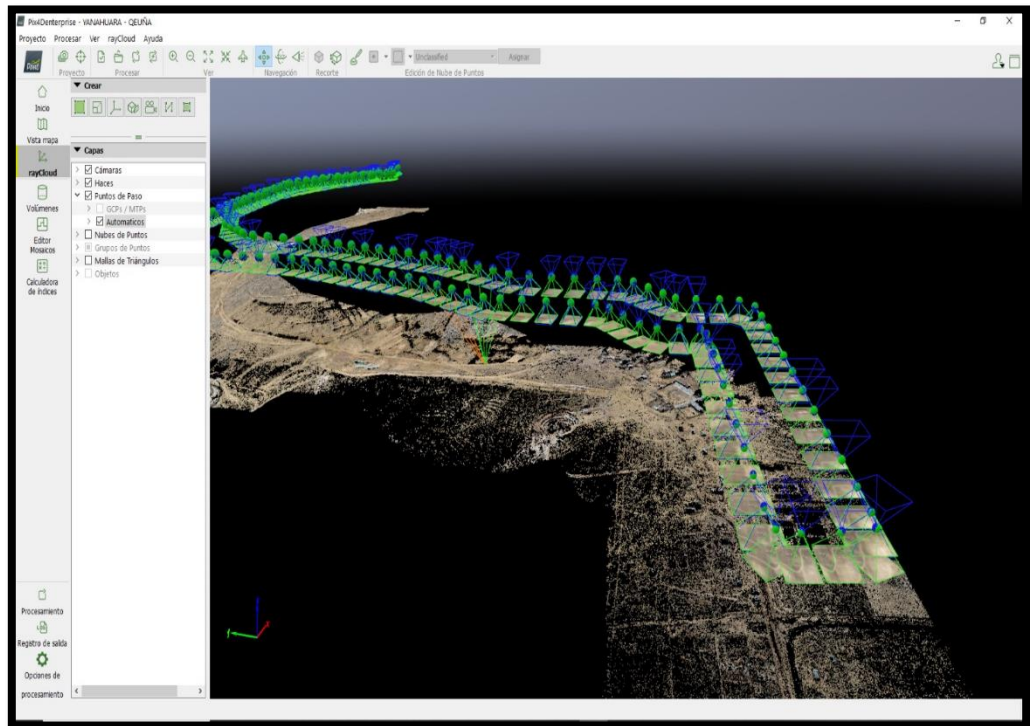 Pix4Denterprise - YANAHUARA - QEUÑA
Proyecto Procesar Ver rayCloud Ayuda
Unclassified Asignar
Proyecto Procesar Ver Navegación Recorte Edición de Nube de Puntos
Inicio
Vista mapa
rayCloud
Volúmenes
Editor
Mosaicos
Calculadora
de índices
Procesamiento
Registro de salida
Opciones de
procesamiento
Crear
Capas
Cámaras
Haces
Puntos de Paso
GCPs / MTPs
Automaticos
Nubes de Puntos
Grupos de Puntos
Mallas de Triángulos
Objetos